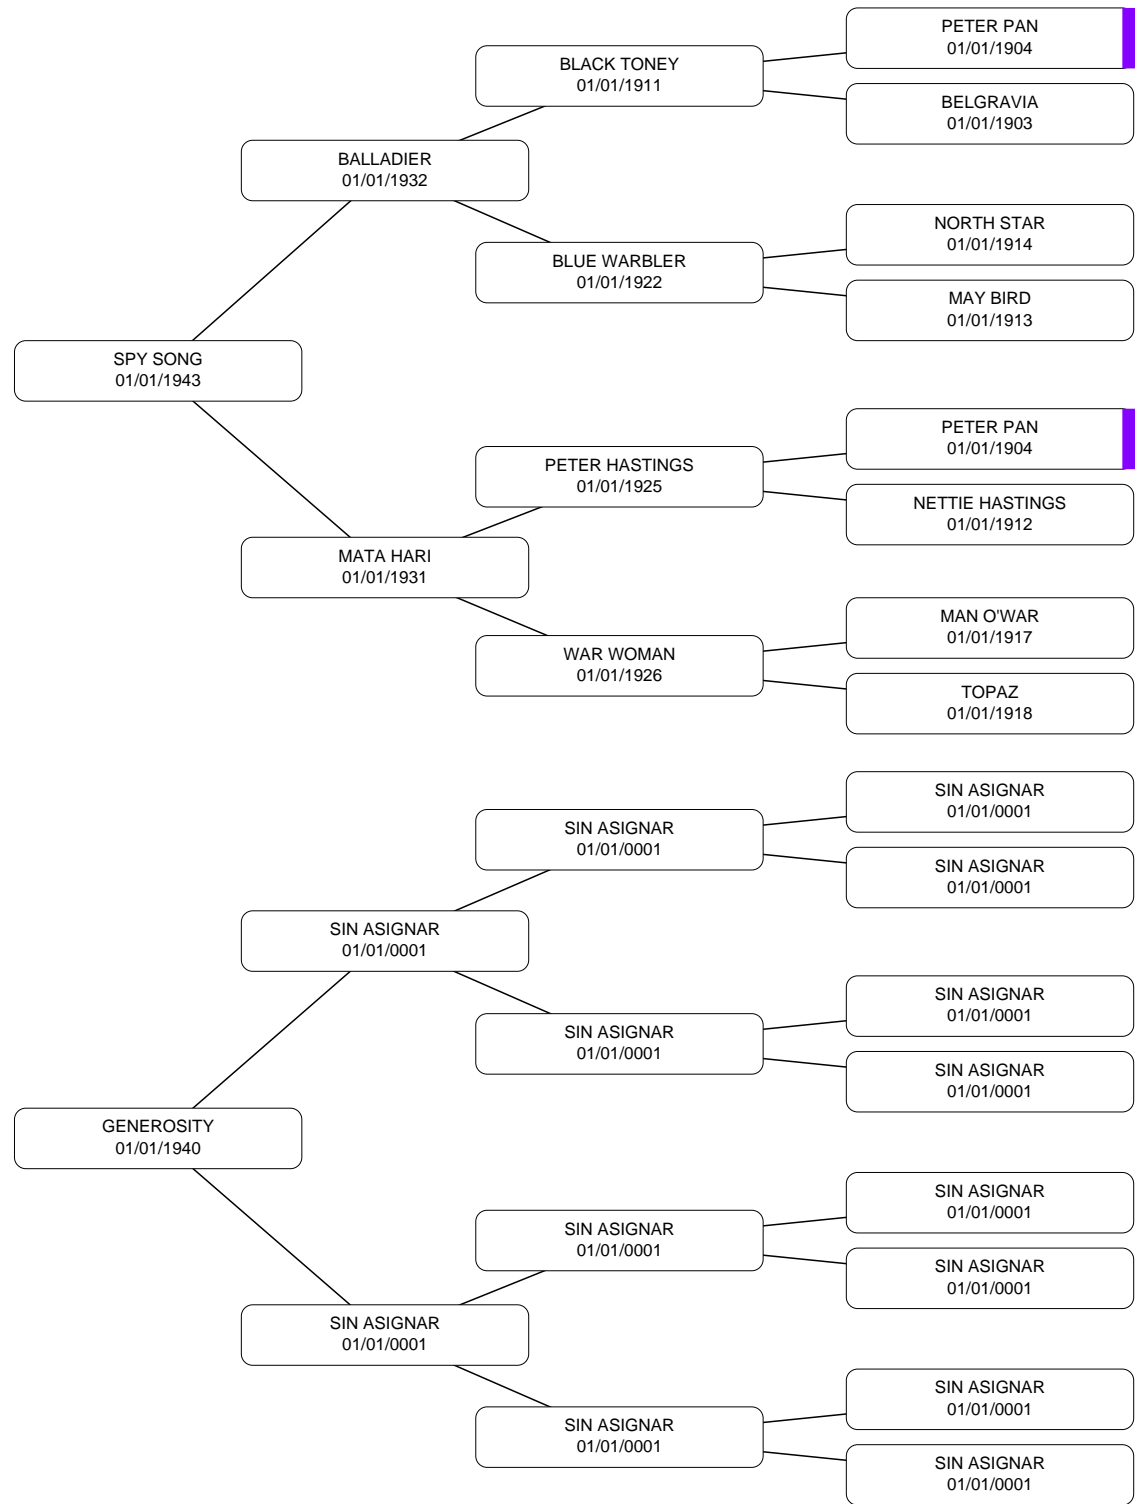 PETER PAN
01/01/1904
BLACK TONEY
01/01/1911
BELGRAVIA
01/01/1903
BALLADIER
01/01/1932
NORTH STAR
01/01/1914
BLUE WARBLER
01/01/1922
MAY BIRD
01/01/1913
SPY SONG
01/01/1943
PETER PAN
01/01/1904
PETER HASTINGS
01/01/1925
NETTIE HASTINGS
01/01/1912
MATA HARI
01/01/1931
MAN O'WAR
01/01/1917
WAR WOMAN
01/01/1926
TOPAZ
01/01/1918
SIN ASIGNAR
01/01/0001
SIN ASIGNAR
01/01/0001
SIN ASIGNAR
01/01/0001
SIN ASIGNAR
01/01/0001
SIN ASIGNAR
01/01/0001
SIN ASIGNAR
01/01/0001
SIN ASIGNAR
01/01/0001
GENEROSITY
01/01/1940
SIN ASIGNAR
01/01/0001
SIN ASIGNAR
01/01/0001
SIN ASIGNAR
01/01/0001
SIN ASIGNAR
01/01/0001
SIN ASIGNAR
01/01/0001
SIN ASIGNAR
01/01/0001
SIN ASIGNAR
01/01/0001